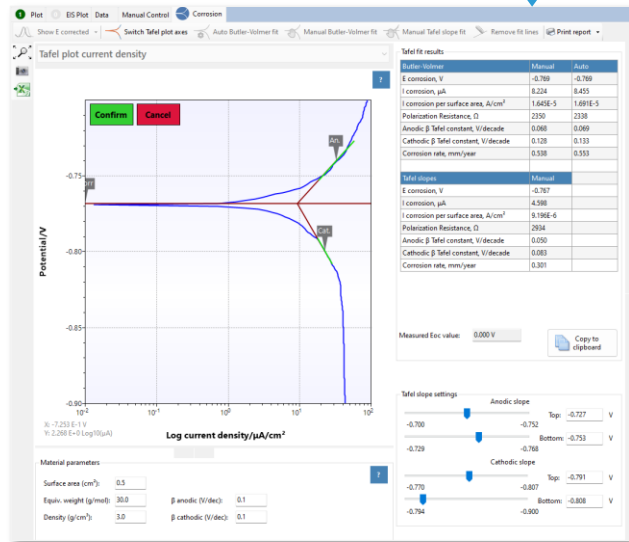 Plot EIS Plot Data Manual Control Corrosion
Show E corrected Switch Tafel plot axes Auto Butler-Volmer fit Manual Butler-Volmer fit Manual Tafel slope fit Remove fit lines Print report
Tafel plot current density
?
Confirm Cancel
An.
Cat.
Potential/V
-0.75
-0.80
-0.85
-0.90
10-2 10-1 100 101 102
Log current density/µA/cm2
X: -7.253 E-1 V
Y: 2.268 E+0 Log10(µA)
Material parameters
?
Surface area (cm²): 0.5
Equiv. weight (g/mol): 30.0 β anodic (V/dec): 0.1
Density (g/cm³): 3.0 β cathodic (V/dec): 0.1
Tafel fit results
Butler-Volmer Manual Auto
E corrosion, V -0.769 -0.769
I corrosion, µA 8.224 8.455
I corrosion per surface area, A/cm² 1.645E-5 1.691E-5
Polarization Resistance, Ω 2350 2338
Anodic β Tafel constant, V/decade 0.068 0.069
Cathodic β Tafel constant, V/decade 0.128 0.133
Corrosion rate, mm/year 0.538 0.553
Tafel slopes Manual
E corrosion, V -0.767
I corrosion, µA 4.598
I corrosion per surface area, A/cm² 9.196E-6
Polarization Resistance, Ω 2934
Anodic β Tafel constant, V/decade 0.050
Cathodic β Tafel constant, V/decade 0.083
Corrosion rate, mm/year 0.301
Measured Eoc value: 0.000 V
Copy to
clipboard
Tafel slope settings
Anodic slope
Top: -0.727 V
-0.700 -0.752
Bottom: -0.753 V
-0.729 -0.768
Cathodic slope
Top: -0.791 V
-0.770 -0.807
Bottom: -0.808 V
-0.794 -0.900